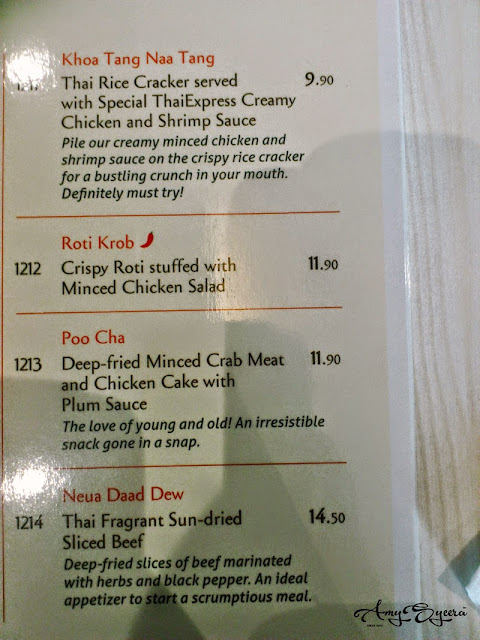 Khoa Tang Naa Tang
Thai Rice Cracker served 9.90
with Special ThaiExpress Creamy
Chicken and Shrimp Sauce
Pile our creamy minced chicken and
shrimp sauce on the crispy rice cracker
for a bustling crunch in your mouth.
Definitely must try!
Roti Krob
1212 Crispy Roti stuffed with 11.90
Minced Chicken Salad
Poo Cha
1213 Deep-fried Minced Crab Meat 11.90
and Chicken Cake with
Plum Sauce
The love of young and old! An irresistible
snack gone in a snap.
Neua Daad Dew
1214 Thai Fragrant Sun-dried 14.50
Sliced Beef
Deep-fried slices of beef marinated
with herbs and black pepper. An ideal
appetizer to start a scrumptious meal.
Amy Eyeera